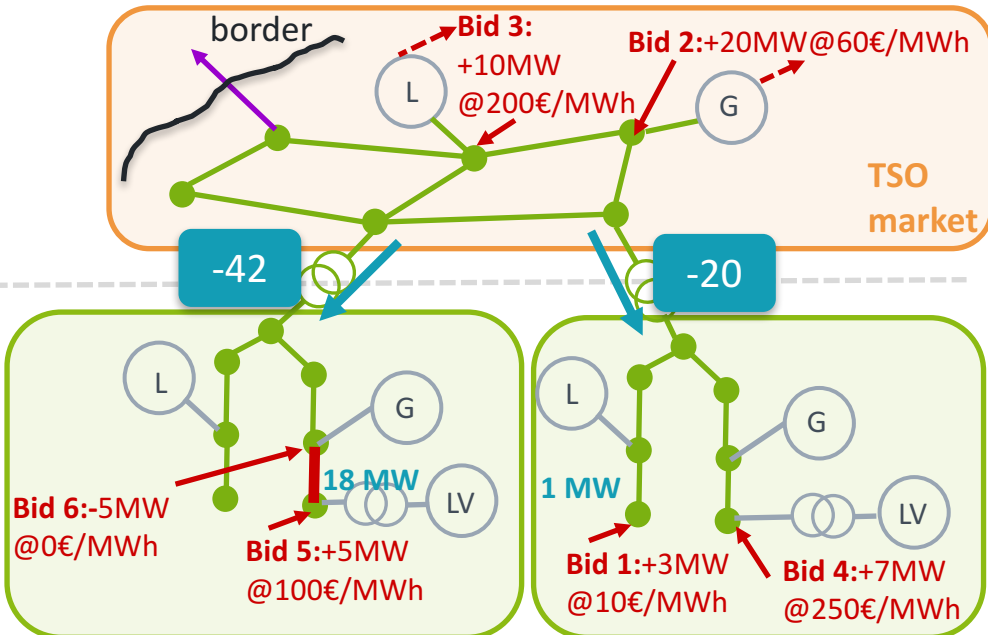 border
Bid 3:
+10MW
@200€/MWh
Bid 2:+20MW@60€/MWh
L
G
TSO
market
-42
-20
L
G
18 MW
LV
Bid 6:-5MW
@0€/MWh
Bid 5:+5MW
@100€/MWh
L
G
1 MW
LV
Bid 1:+3MW
@10€/MWh
Bid 4:+7MW
@250€/MWh